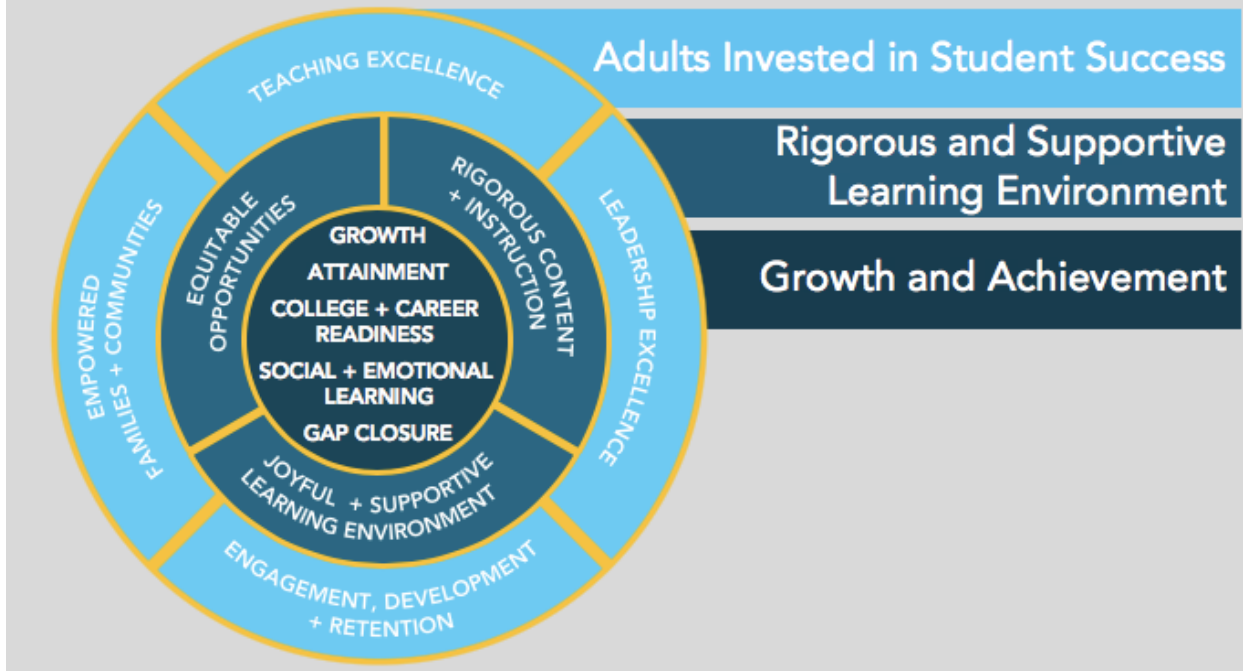 TEACHING EXCELLENCE
Adults Invested in Student Success
Rigorous and Supportive
Learning Environment
Growth and Achievement
LEADERSHIP EXCELLENCE
ENGAGEMENT, DEVELOPMENT
+ RETENTION
EMPOWERED
FAMILIES + COMMUNITIES
EQUITABLE
OPPORTUNITIES
RIGOROUS CONTENT
+ INSTRUCTION
JOYFUL + SUPPORTIVE
LEARNING ENVIRONMENT
GROWTH
ATTAINMENT
COLLEGE + CAREER
READINESS
SOCIAL + EMOTIONAL
LEARNING
GAP CLOSURE